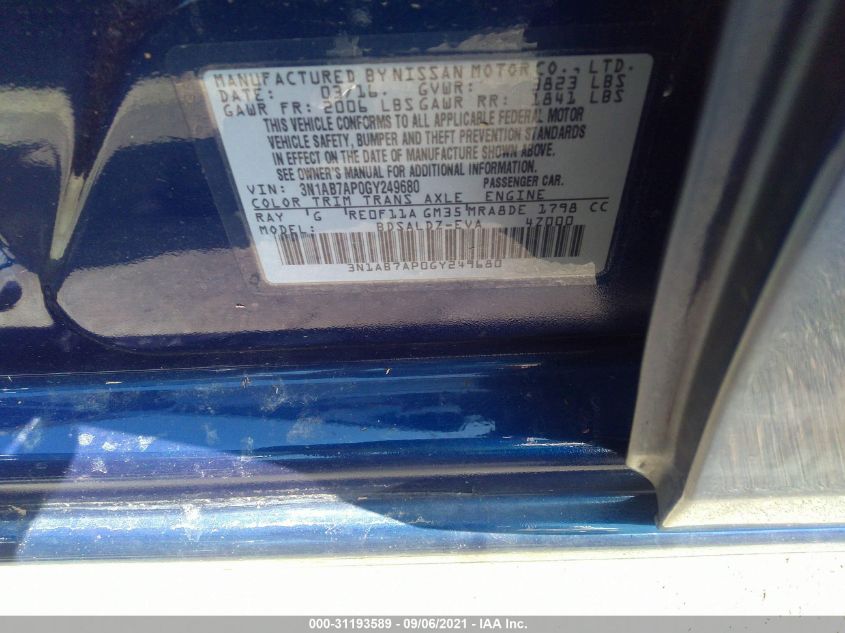 MANUFACTURED BY NISSAN MOTOR CO., LTD.
DATE: 03/16. GVWR: 3823 LBS
GAWR FR: 2006 LBS GAWR RR: 1841 LBS
THIS VEHICLE CONFORMS TO ALL APPLICABLE FEDERAL MOTOR
VEHICLE SAFETY, BUMPER AND THEFT PREVENTION STANDARDS
IN EFFECT ON THE DATE OF MANUFACTURE SHOWN ABOVE.
SEE OWNER'S MANUAL FOR ADDITIONAL INFORMATION.
VIN: 3N1AB7AP0GY249680 PASSENGER CAR.
COLOR TRIM TRANS AXLE ENGINE
RAY G RE0F11A GM35 MRA8DE 1798 CC
MODEL: BDSALDZ-EVA 4Z000
3N1AB7AP0GY249680
000-31193589 - 09/06/2021 - IAA Inc.